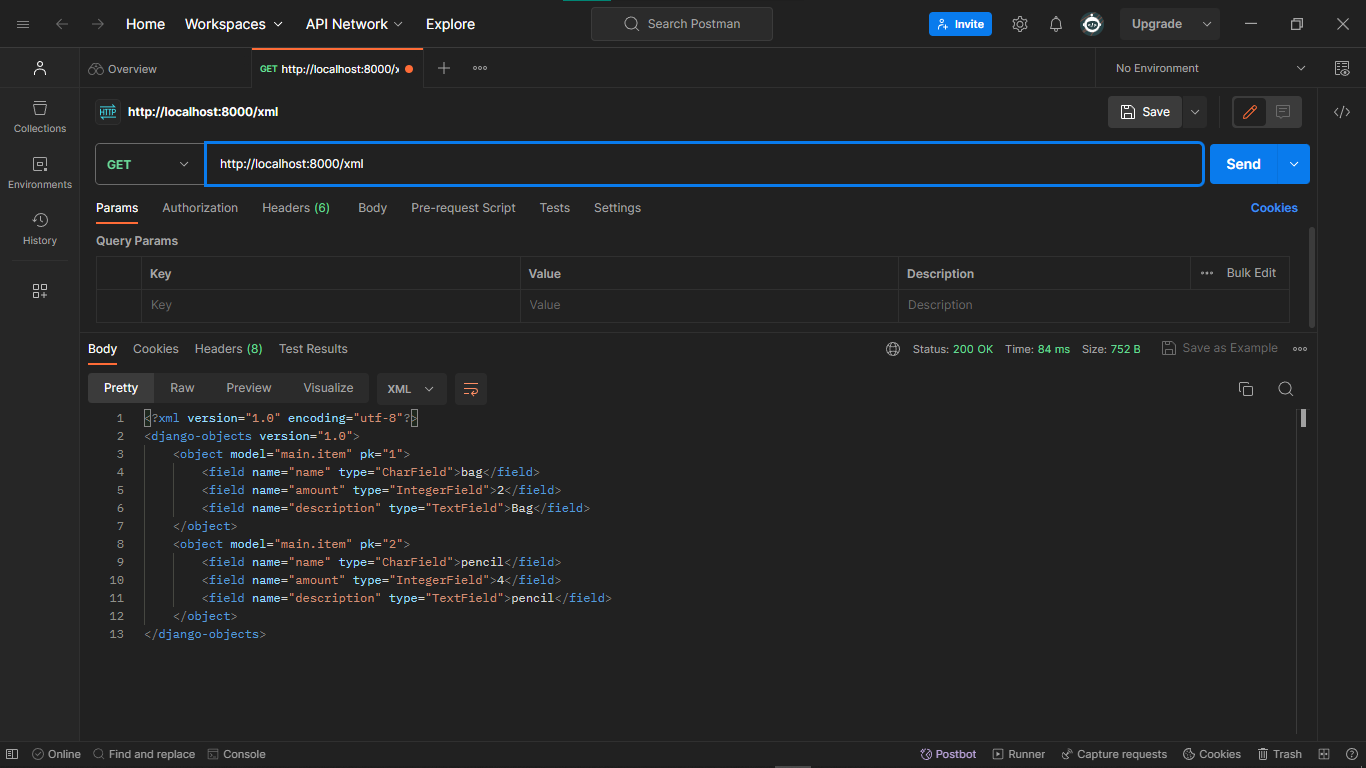 Home Workspaces API Network Explore Search Postman Invite Upgrade
Overview GET http://localhost:8000/x No Environment
HTTP http://localhost:8000/xml Save
Collections
GET http://localhost:8000/xml Send
Environments
Params Authorization Headers (6) Body Pre-request Script Tests Settings Cookies
History
Query Params
Key Value Description Bulk Edit
Key Value Description
Body Cookies Headers (8) Test Results Status: 200 OK Time: 84 ms Size: 752 B Save as Example
Pretty Raw Preview Visualize XML
1 <?xml version="1.0" encoding="utf-8"?>
2 <django-objects version="1.0">
3 <object model="main.item" pk="1">
4 <field name="name" type="CharField">bag</field>
5 <field name="amount" type="IntegerField">2</field>
6 <field name="description" type="TextField">Bag</field>
7 </object>
8 <object model="main.item" pk="2">
9 <field name="name" type="CharField">pencil</field>
10 <field name="amount" type="IntegerField">4</field>
11 <field name="description" type="TextField">pencil</field>
12 </object>
13 </django-objects>
Online Find and replace Console Postbot Runner Capture requests Cookies Trash